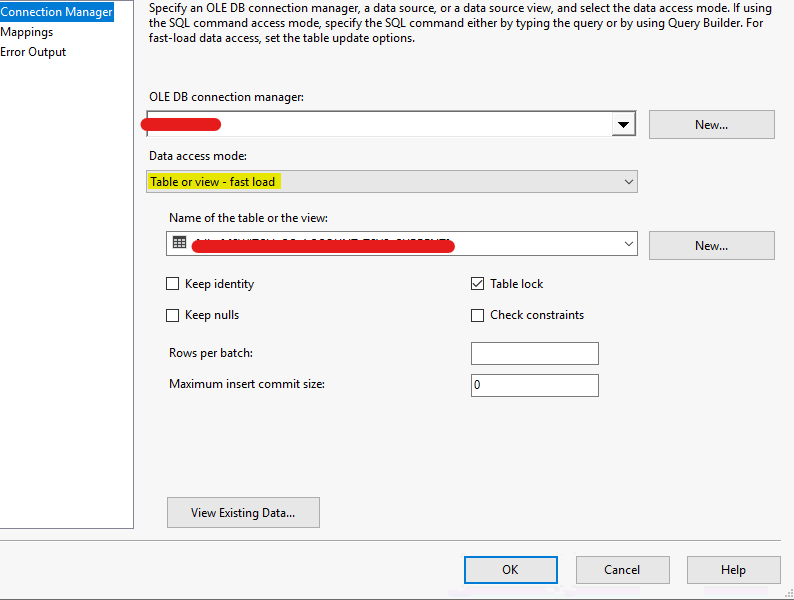 Connection Manager
Mappings
Error Output
Specify an OLE DB connection manager, a data source, or a data source view, and select the data access mode. If using
the SQL command access mode, specify the SQL command either by typing the query or by using Query Builder. For
fast-load data access, set the table update options.
OLE DB connection manager:
New...
Data access mode:
Table or view - fast load
Name of the table or the view:
New...
Keep identity
Table lock
Keep nulls
Check constraints
Rows per batch:
Maximum insert commit size:
0
View Existing Data...
OK
Cancel
Help